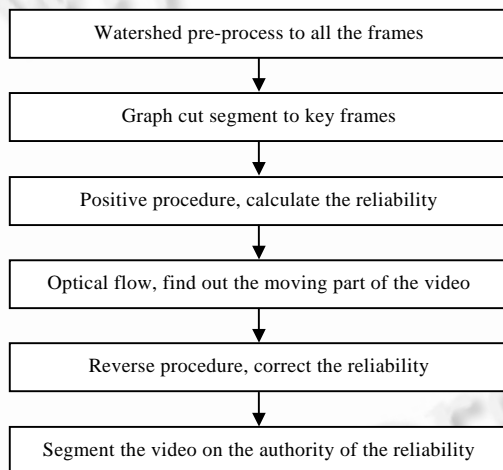 Watershed pre-process to all the frames
Graph cut segment to key frames
Positive procedure, calculate the reliability
Optical flow, find out the moving part of the video
Reverse procedure, correct the reliability
Segment the video on the authority of the reliability